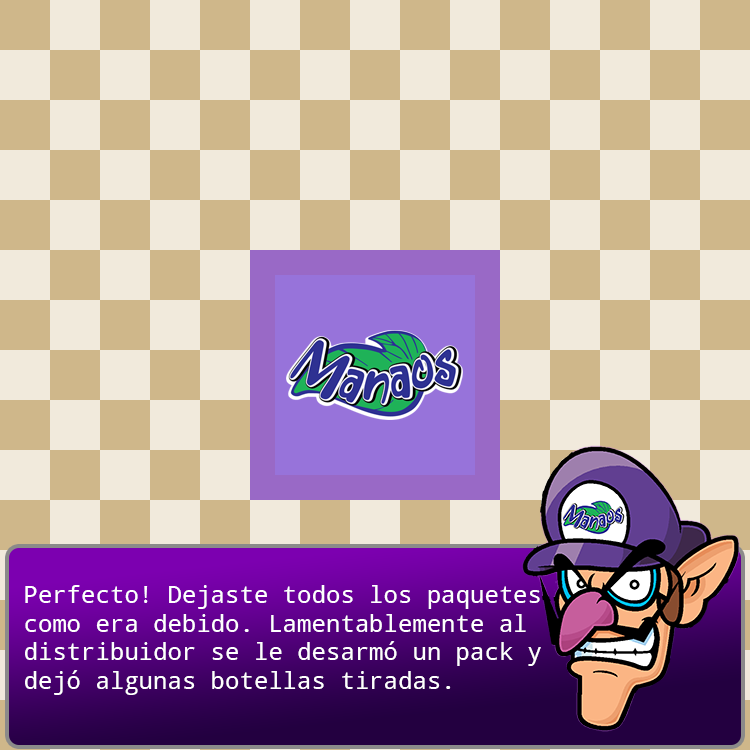 Manaos
Manaos
Perfecto! Dejaste todos los paquetes
como era debido. Lamentablemente al
distribuidor se le desarmó un pack y
dejó algunas botellas tiradas.